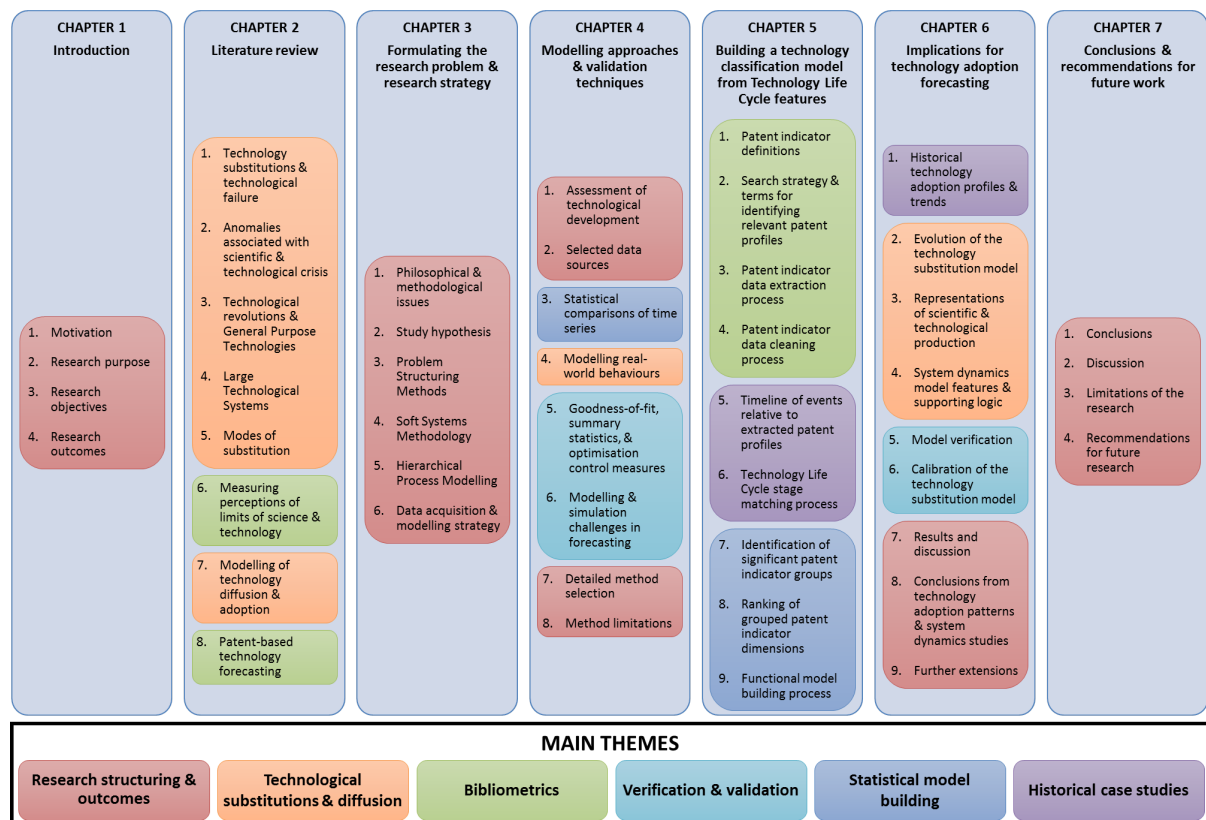 CHAPTER 1
Introduction
1. Motivation
2. Research purpose
3. Research
objectives
4. Research
outcomes
CHAPTER 2
Literature review
1. Technology
substitutions &
technological
failure
2. Anomalies
associated with
scientific &
technological crisis
3. Technological
revolutions &
General Purpose
Technologies
4. Large
Technological
Systems
5. Modes of
substitution
6. Measuring
perceptions of
limits of science &
technology
7. Modelling of
technology
diffusion &
adoption
8. Patent-based
technology
forecasting
CHAPTER 3
Formulating the
research problem &
research strategy
1. Philosophical &
methodological
issues
2. Study hypothesis
3. Problem
Structuring
Methods
4. Soft Systems
Methodology
5. Hierarchical
Process Modelling
6. Data acquisition &
modelling strategy
CHAPTER 4
Modelling approaches
& validation
techniques
1. Assessment of
technological
development
2. Selected data
sources
3. Statistical
comparisons of time
series
4. Modelling real-
world behaviours
5. Goodness-of-fit,
summary
statistics, &
optimisation
control measures
6. Modelling &
simulation
challenges in
forecasting
7. Detailed method
selection
8. Method limitations
CHAPTER 5
Building a technology
classification model
from Technology Life
Cycle features
1. Patent indicator
definitions
2. Search strategy &
terms for
identifying
relevant patent
profiles
3. Patent indicator
data extraction
process
4. Patent indicator
data cleaning
process
5. Timeline of events
relative to
extracted patent
profiles
6. Technology Life
Cycle stage
matching process
7. Identification of
significant patent
indicator groups
8. Ranking of
grouped patent
indicator
dimensions
9. Functional model
building process
CHAPTER 6
Implications for
technology adoption
forecasting
1. Historical
technology
adoption profiles &
trends
2. Evolution of the
technology
substitution model
3. Representations
of scientific &
technological
production
4. System dynamics
model features &
supporting logic
5. Model verification
6. Calibration of the
technology
substitution model
7. Results and
discussion
8. Conclusions from
technology
adoption patterns
& system
dynamics studies
9. Further extensions
CHAPTER 7
Conclusions &
recommendations for
future work
1. Conclusions
2. Discussion
3. Limitations of the
research
4. Recommendations
for future
research
MAIN THEMES
Research structuring &
outcomes
Technological
substitutions & diffusion
Bibliometrics
Verification & validation
Statistical model
building
Historical case studies